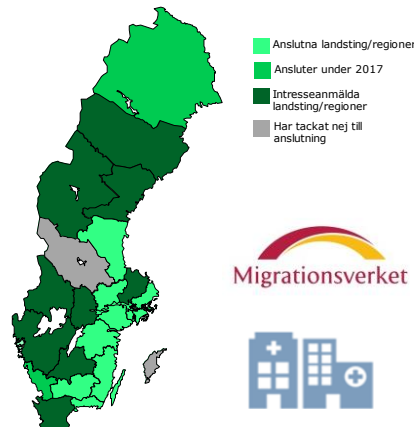 Anslutna landsting/regioner
Ansluter under 2017
Intresseanmälda
landsting/regioner
Har tackat nej till
anslutning
Migrationsverket